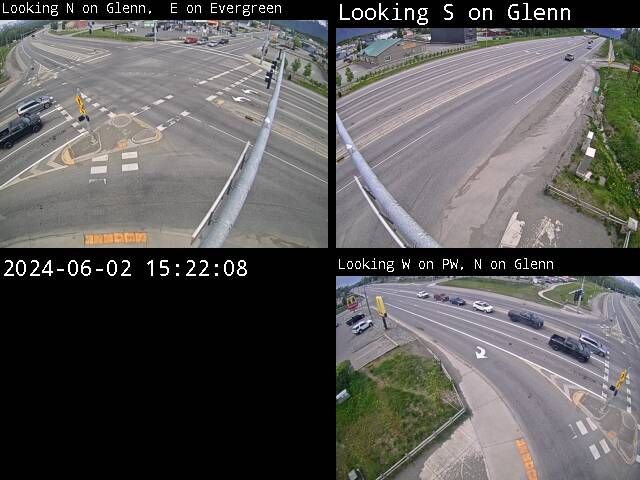 Looking N on Glenn, E on Evergreen
Looking S on Glenn
2024-06-02 15:22:08
Looking W on PW, N on Glenn